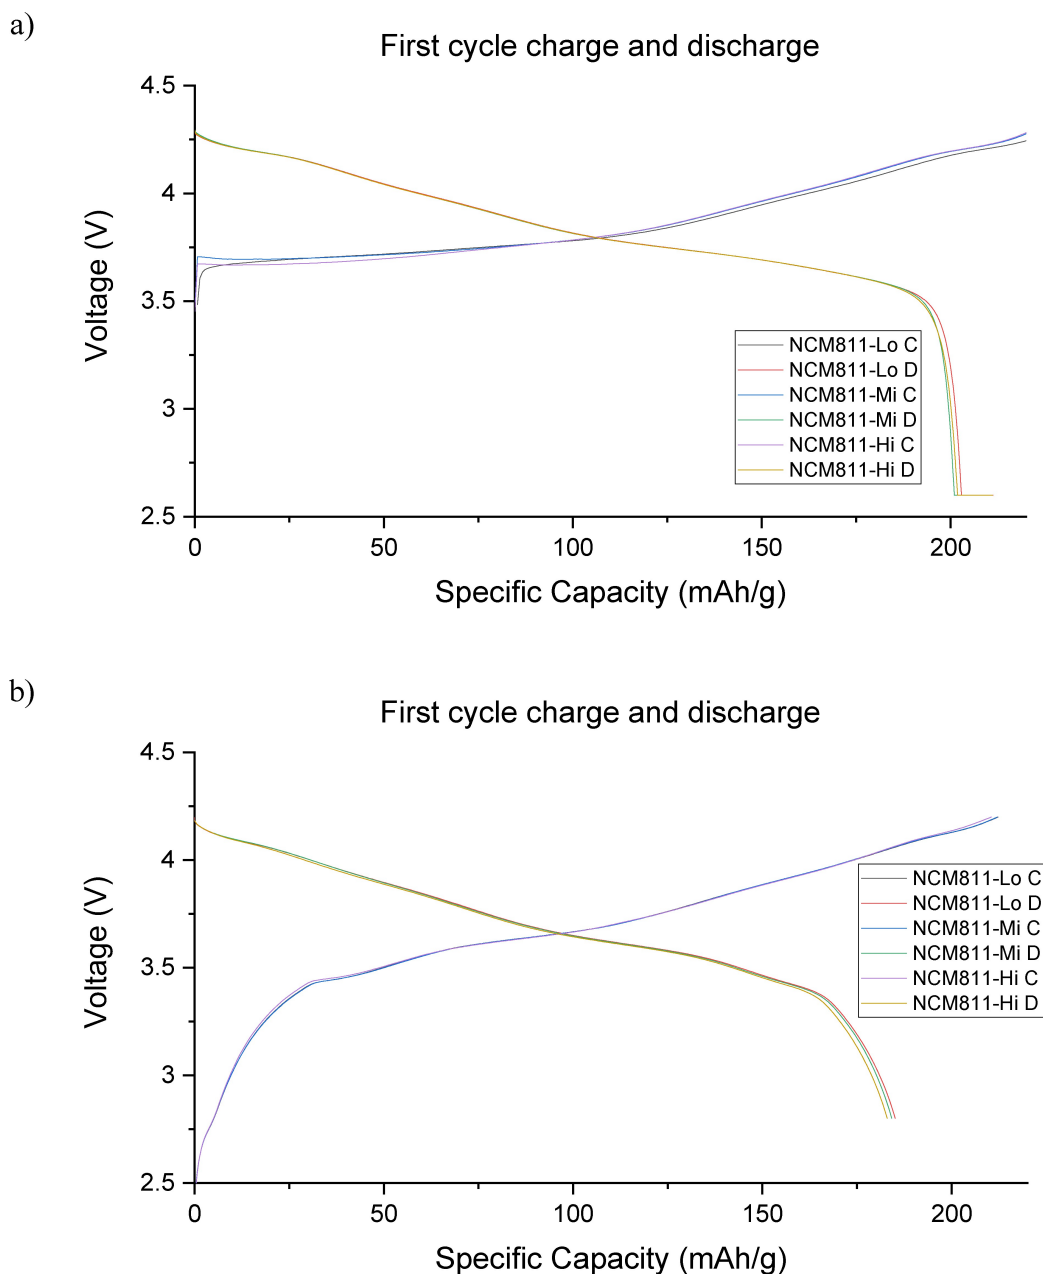 a)
First cycle charge and discharge
4.5
4
3.5
3
2.5
Voltage (V)
NCM811-Lo C
NCM811-Lo D
NCM811-Mi C
NCM811-Mi D
NCM811-Hi C
NCM811-Hi D
0 50 100 150 200
Specific Capacity (mAh/g)
b)
First cycle charge and discharge
4.5
4
3.5
3
2.5
Voltage (V)
NCM811-Lo C
NCM811-Lo D
NCM811-Mi C
NCM811-Mi D
NCM811-Hi C
NCM811-Hi D
0 50 100 150 200
Specific Capacity (mAh/g)